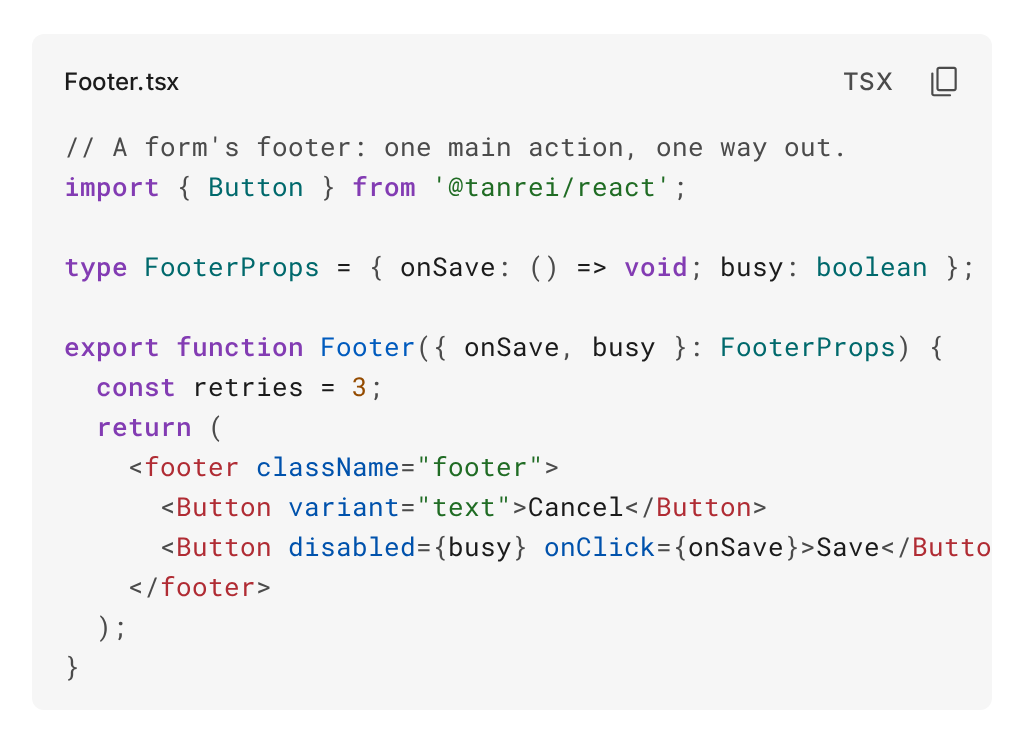 Footer.tsx
TSX
// A form's footer: one main action, one way out.
import { Button } from '@tanrei/react';
type FooterProps = { onSave: () => void; busy: boolean };
export function Footer({ onSave, busy }: FooterProps) {
  const retries = 3;
  return (
    <footer className="footer">
      <Button variant="text">Cancel</Button>
      <Button disabled={busy} onClick={onSave}>Save</Butto
    </footer>
  );
}